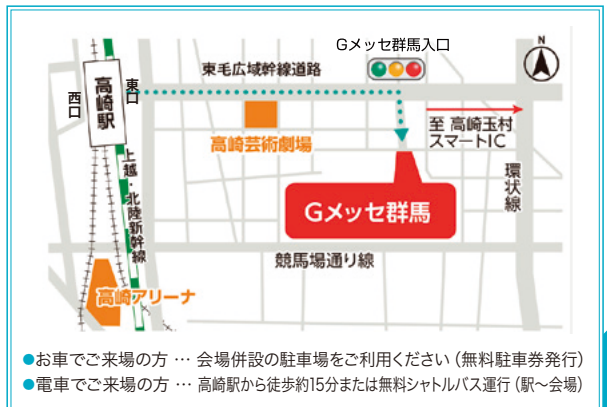 Gメッセ群馬入口
N
東毛広域幹線道路
高崎駅
東口
西口
高崎芸術劇場
至 高崎玉村
スマートIC
環状線
Gメッセ群馬
上越・北陸新幹線
競馬場通り線
高崎アリーナ
●お車でご来場の方 … 会場併設の駐車場をご利用ください（無料駐車券発行）
●電車でご来場の方 … 高崎駅から徒歩約15分または無料シャトルバス運行（駅～会場）